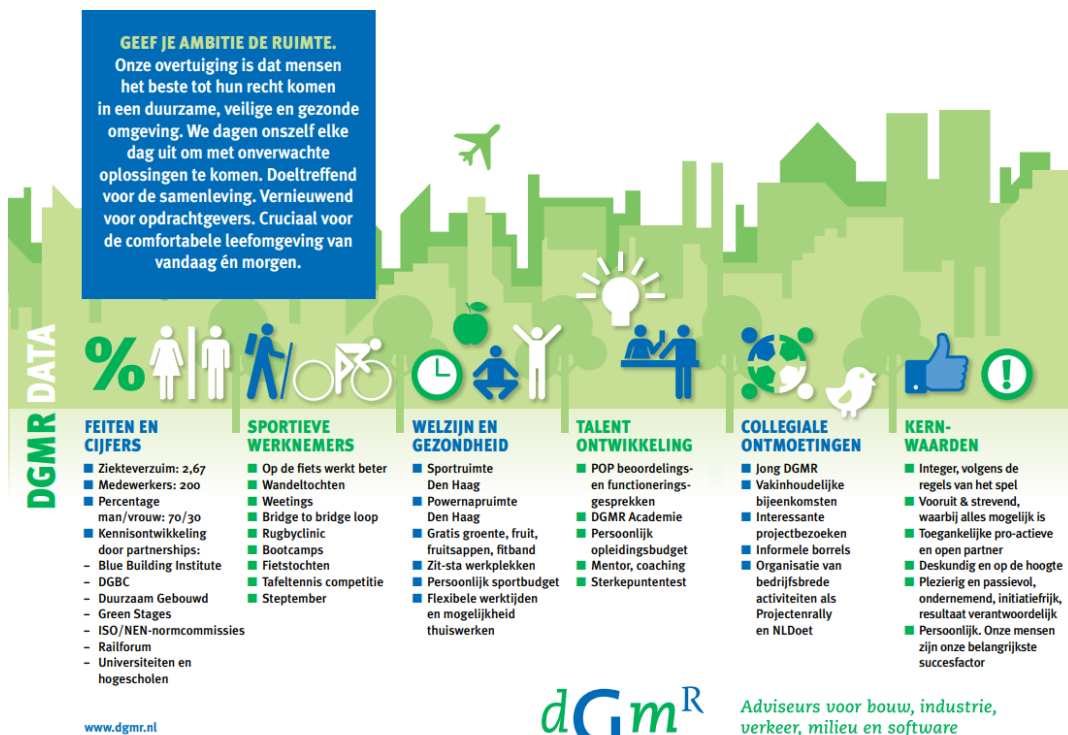 GEEF JE AMBITIE DE RUIMTE.
Onze overtuiging is dat mensen
het beste tot hun recht komen
in een duurzame, veilige en gezonde
omgeving. We dagen onszelf elke
dag uit om met onverwachte
oplossingen te komen. Doeltreffend
voor de samenleving. Vernieuwend
voor opdrachtgevers. Cruciaal voor
de comfortabele leefomgeving van
vandaag én morgen.
DGMR DATA
%
FEITEN EN
CIJFERS
■ Ziekteverzuim: 2,67
■ Medewerkers: 200
■ Percentage
man/vrouw: 70/30
■ Kennisontwikkeling
door partnerships:
– Blue Building Institute
– DGBC
– Duurzaam Gebouwd
– Green Stages
– ISO/NEN-normcommissies
– Railforum
– Universiteiten en
hogescholen
SPORTIEVE
WERKNEMERS
■ Op de fiets werkt beter
■ Wandeltochten
■ Weetings
■ Bridge to bridge loop
■ Rugbyclinic
■ Bootcamps
■ Fietstochten
■ Tafeltennis competitie
■ Steptember
WELZIJN EN
GEZONDHEID
■ Sportruimte
Den Haag
■ Powernapruimte
Den Haag
■ Gratis groente, fruit,
fruitsappen, fitband
■ Zit-sta werkplekken
■ Persoonlijk sportbudget
■ Flexibele werktijden
en mogelijkheid
thuiswerken
TALENT
ONTWIKKELING
■ POP beoordelings-
en functionerings-
gesprekken
■ DGMR Academie
■ Persoonlijk
opleidingsbudget
■ Mentor, coaching
■ Sterkepuntentest
COLLEGIALE
ONTMOETINGEN
■ Jong DGMR
■ Vakinhoudelijke
bijeenkomsten
■ Interessante
projectbezoeken
■ Informele borrels
■ Organisatie van
bedrijfsbrede
activiteiten als
Projectenrally
en NLDoet
!
KERN-
WAARDEN
■ Integer, volgens de
regels van het spel
■ Vooruit & strevend,
waarbij alles mogelijk is
■ Toegankelijke pro-actieve
en open partner
■ Deskundig en op de hoogte
■ Plezierig en passievol,
ondernemend, initiatiefrijk,
resultaat verantwoordelijk
■ Persoonlijk. Onze mensen
zijn onze belangrijkste
succesfactor
www.dgmr.nl
dGmR
Adviseurs voor bouw, industrie,
verkeer, milieu en software